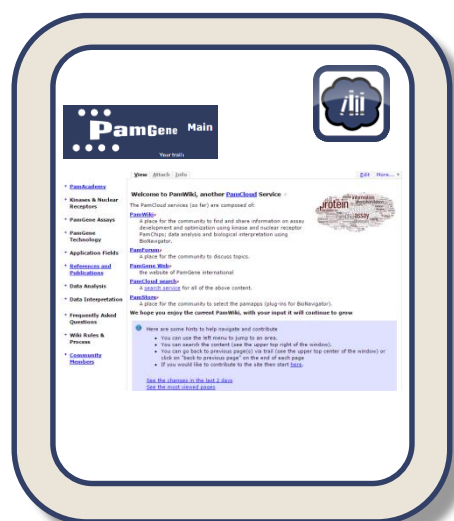 PamGene Main
Your trails
View Attach Info
Edit More...
PamAcademy
Kinases & Nuclear
Receptors
PamGene Assays
PamGene
Technology
Application Fields
References and
Publications
Data Analysis
Data Interpretation
Frequently Asked
Questions
Wiki Rules &
Process
Community
Members
Welcome to PamWiki, another PamCloud Service
The PamCloud services (so far) are composed of:
PamWiki
A place for the community to find and share information on assay
development and optimization using kinase and nuclear receptor
PamChips; data analysis and biological interpretation using
BioNavigator.
PamForum
A place for the community to discuss topics.
PamGene Web
the website of PamGene international
PamCloud search
A search service for all of the above content.
PamStore
A place for the community to select the pamapps (plug-ins for BioNavigator).
We hope you enjoy the current PamWiki, with your input it will continue to grow
protein
information
assay
Here are some hints to help navigate and contribute
You can use the left menu to jump to an area.
You can search the content (see the upper top right of the window).
You can go back to previous page(s) via trail (see the upper top center of the window) or
click on "back to previous page" on the end of each page
If you would like to contribute to the site then start here.
See the changes in the last 2 days
See the most viewed pages